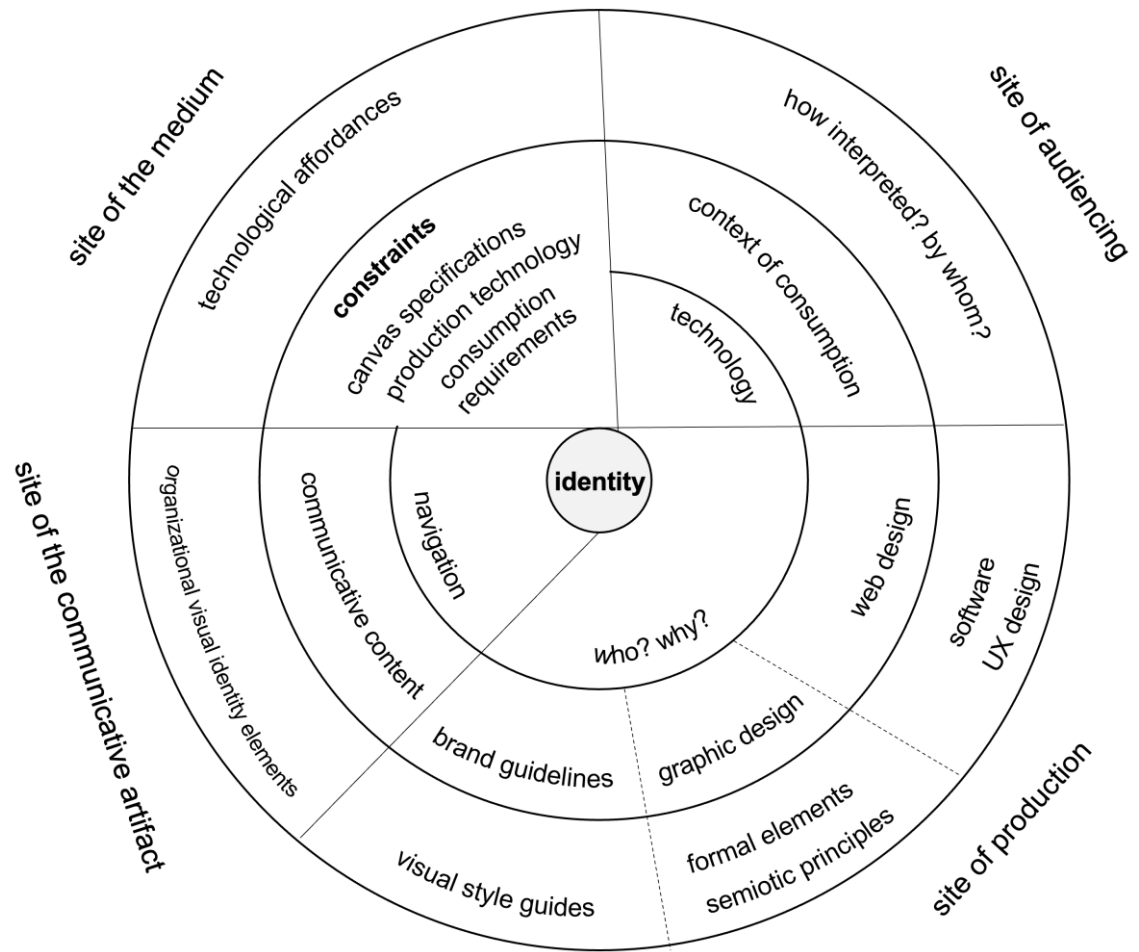 site of the medium
technological affordances
constraints
canvas specifications
production technology
consumption
requirements
site of audiencing
how interpreted? by whom?
context of consumption
technology
identity
site of the communicative artifact
organizational visual identity elements
communicative content
navigation
who? why?
web design
software
UX design
brand guidelines
graphic design
visual style guides
formal elements
semiotic principles
site of production